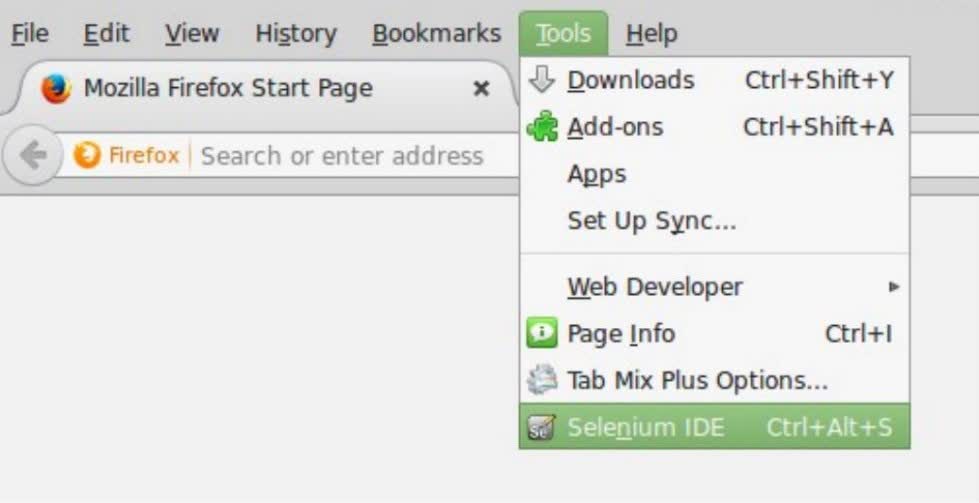 File Edit View History Bookmarks Tools Help
Mozilla Firefox Start Page
Firefox Search or enter address
Downloads Ctrl+Shift+Y
Add-ons Ctrl+Shift+A
Apps
Set Up Sync...
Web Developer
Page Info Ctrl+I
Tab Mix Plus Options...
Se Selenium IDE Ctrl+Alt+S